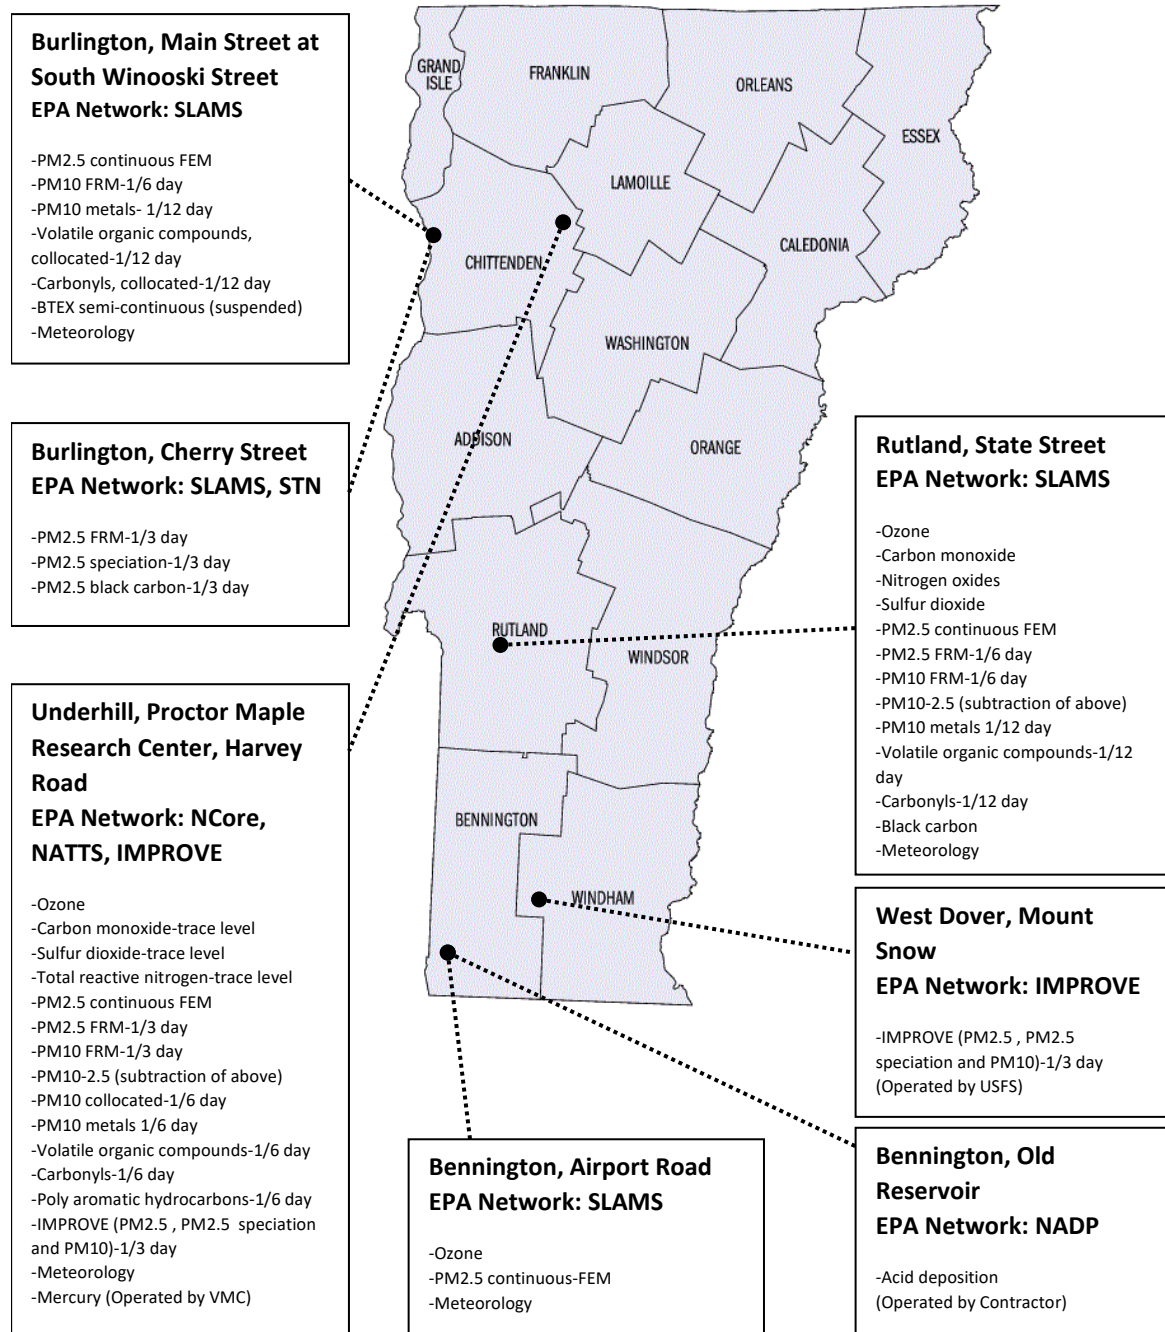 Burlington, Main Street at
South Winooski Street
EPA Network: SLAMS
-PM2.5 continuous FEM
-PM10 FRM-1/6 day
-PM10 metals- 1/12 day
-Volatile organic compounds,
collocated-1/12 day
-Carbonyls, collocated-1/12 day
-BTEX semi-continuous (suspended)
-Meteorology
Burlington, Cherry Street
EPA Network: SLAMS, STN
-PM2.5 FRM-1/3 day
-PM2.5 speciation-1/3 day
-PM2.5 black carbon-1/3 day
Underhill, Proctor Maple
Research Center, Harvey
Road
EPA Network: NCore,
NATTS, IMPROVE
-Ozone
-Carbon monoxide-trace level
-Sulfur dioxide-trace level
-Total reactive nitrogen-trace level
-PM2.5 continuous FEM
-PM2.5 FRM-1/3 day
-PM10 FRM-1/3 day
-PM10-2.5 (subtraction of above)
-PM10 collocated-1/6 day
-PM10 metals 1/6 day
-Volatile organic compounds-1/6 day
-Carbonyls-1/6 day
-Poly aromatic hydrocarbons-1/6 day
-IMPROVE (PM2.5 , PM2.5  speciation
and PM10)-1/3 day
-Meteorology
-Mercury (Operated by VMC)
GRAND
ISLE
FRANKLIN
ORLEANS
ESSEX
LAMOILLE
CALEDONIA
CHITTENDEN
WASHINGTON
ADDISON
ORANGE
RUTLAND
WINDSOR
BENNINGTON
WINDHAM
Rutland, State Street
EPA Network: SLAMS
-Ozone
-Carbon monoxide
-Nitrogen oxides
-Sulfur dioxide
-PM2.5 continuous FEM
-PM2.5 FRM-1/6 day
-PM10 FRM-1/6 day
-PM10-2.5 (subtraction of above)
-PM10 metals 1/12 day
-Volatile organic compounds-1/12
day
-Carbonyls-1/12 day
-Black carbon
-Meteorology
West Dover, Mount
Snow
EPA Network: IMPROVE
-IMPROVE (PM2.5 , PM2.5
speciation and PM10)-1/3 day
(Operated by USFS)
Bennington, Airport Road
EPA Network: SLAMS
-Ozone
-PM2.5 continuous-FEM
-Meteorology
Bennington, Old
Reservoir
EPA Network: NADP
-Acid deposition
(Operated by Contractor)